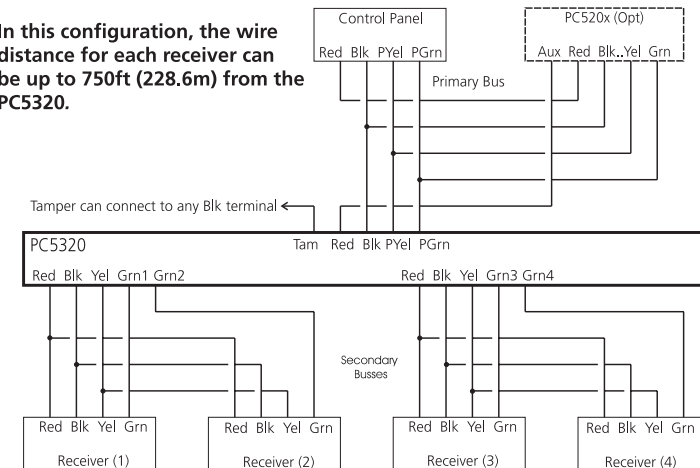 In this configuration, the wire
distance for each receiver can
be up to 750ft (228.6m) from the
PC5320.
Control Panel
Red Blk PYel PGrn
PC520x (Opt)
Aux Red Blk..Yel Grn
Primary Bus
Tamper can connect to any Blk terminal
PC5320
Tam Red Blk PYel PGrn
Red Blk Yel Grn1 Grn2
Red Blk Yel Grn3 Grn4
Secondary
Busses
Red Blk Yel Grn
Receiver (1)
Red Blk Yel Grn
Receiver (2)
Red Blk Yel Grn
Receiver (3)
Red Blk Yel Grn
Receiver (4)